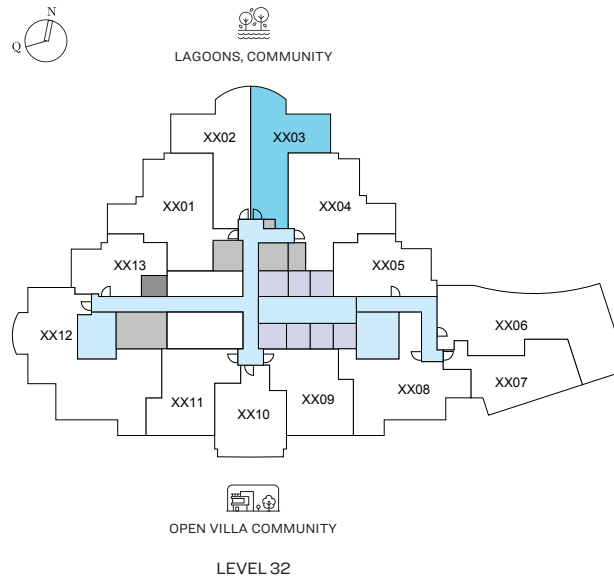 N
Q
LAGOONS, COMMUNITY
XX02
XX03
XX01
XX04
XX13
XX05
XX12
XX06
XX11
XX10
XX09
XX08
XX07
OPEN VILLA COMMUNITY
LEVEL 32